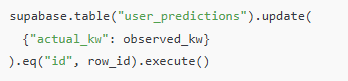 supabase.table("user_predictions").update(
  {"actual_kw": observed_kw}
).eq("id", row_id).execute()